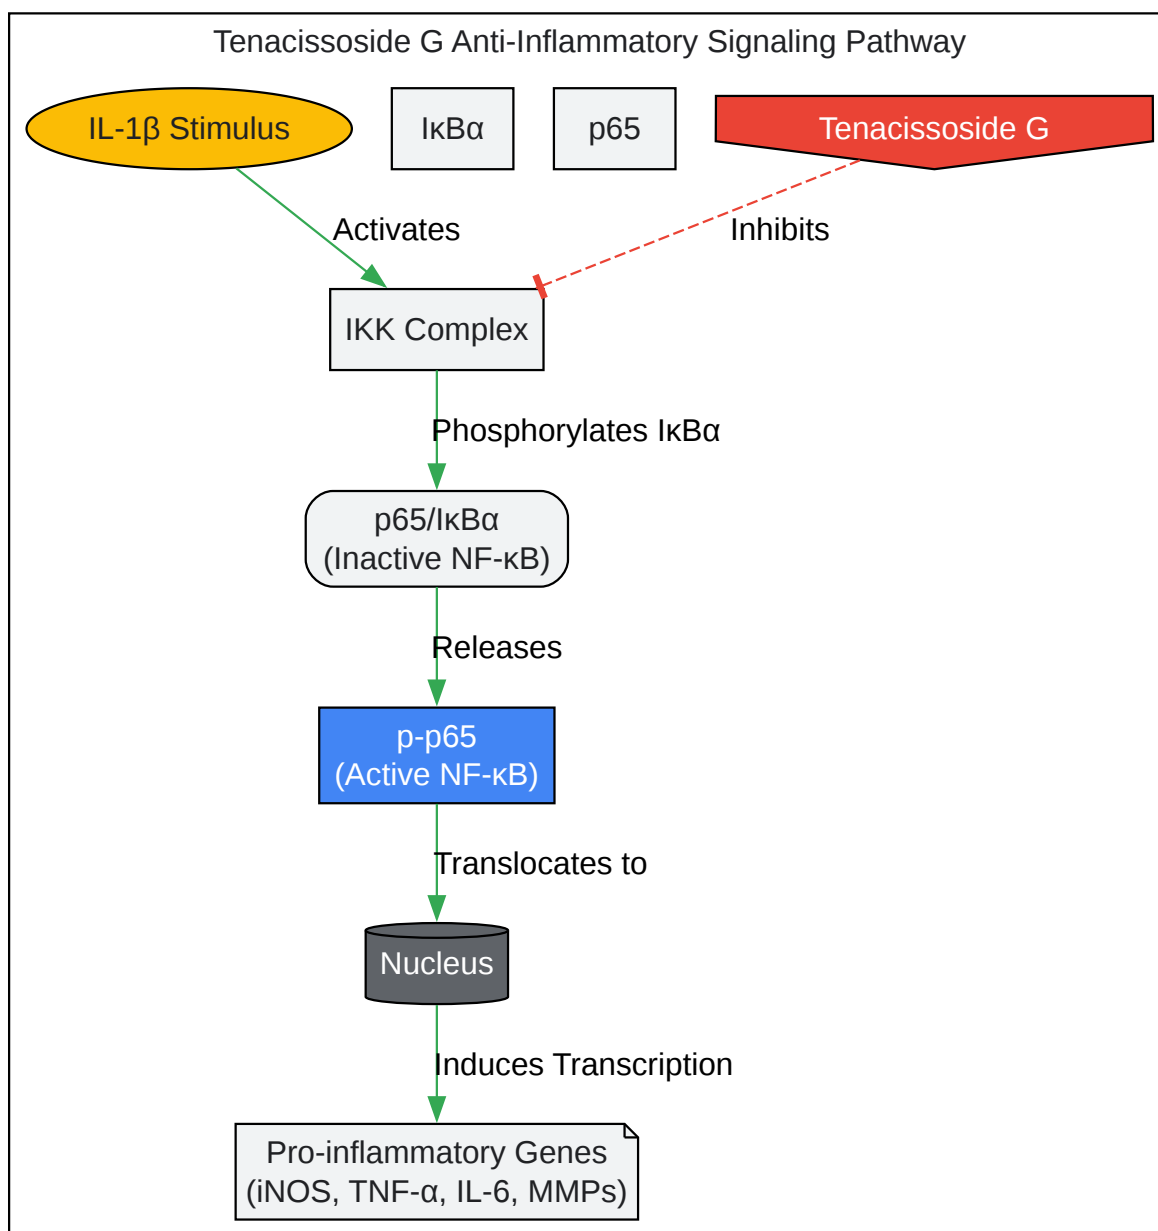 Tenacissoside G Anti-Inflammatory Signaling Pathway
IL-1β Stimulus
IκBα
p65
Tenacissoside G
Activates
Inhibits
IKK Complex
Phosphorylates IκBα
p65/IκBα
(Inactive NF-κB)
Releases
p-p65
(Active NF-κB)
Translocates to
Nucleus
Induces Transcription
Pro-inflammatory Genes
(iNOS, TNF-α, IL-6, MMPs)